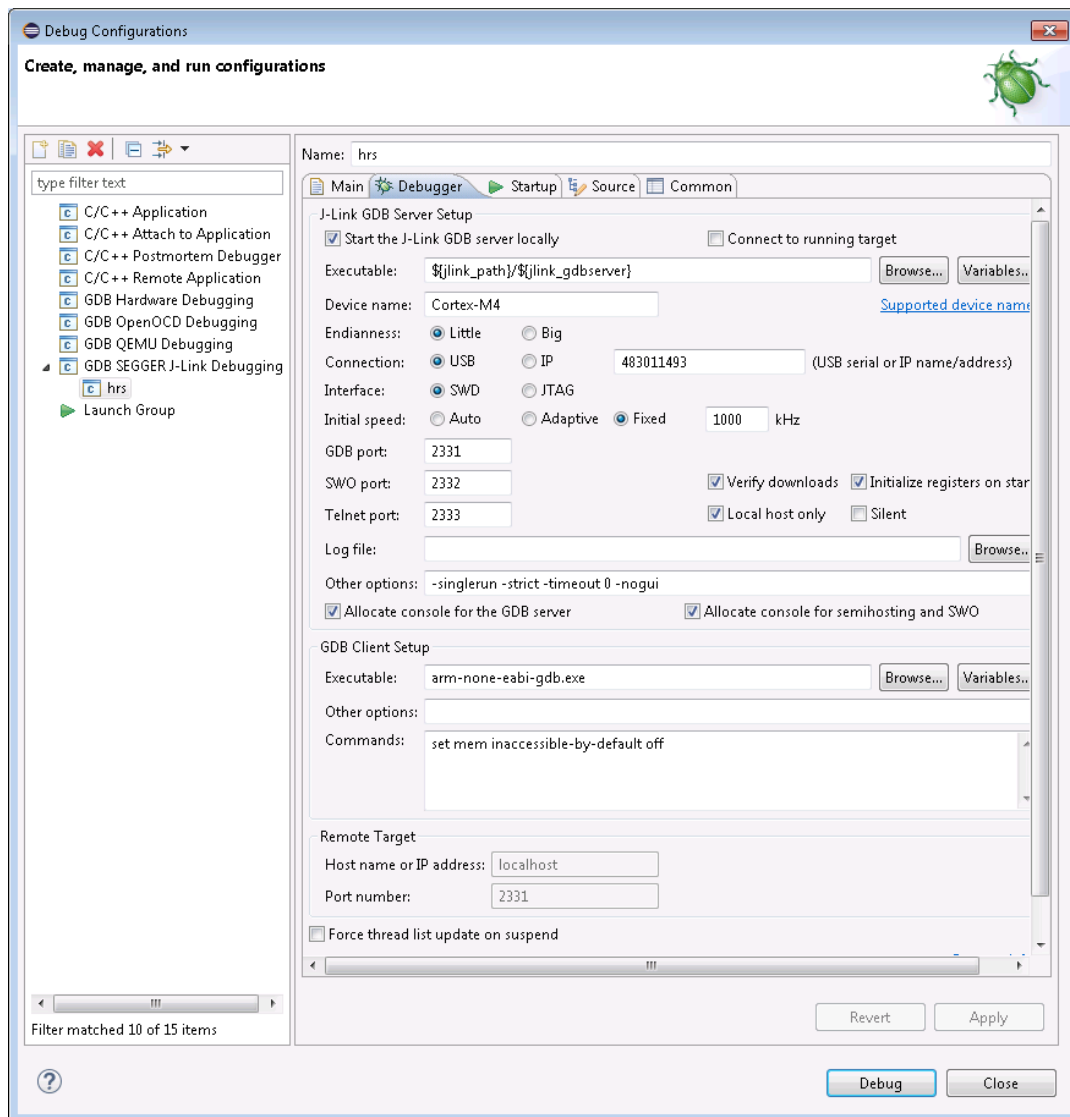 Debug Configurations
Create, manage, and run configurations
type filter text
C/C++ Application
C/C++ Attach to Application
C/C++ Postmortem Debugger
C/C++ Remote Application
GDB Hardware Debugging
GDB OpenOCD Debugging
GDB QEMU Debugging
GDB SEGGER J-Link Debugging
hrs
Launch Group
Filter matched 10 of 15 items
Name: hrs
Main Debugger Startup Source Common
J-Link GDB Server Setup
Start the J-Link GDB server locally Connect to running target
Executable: ${jlink_path}/${jlink_gdbserver} Browse... Variables..
Device name: Cortex-M4 Supported device name
Endianness: Little Big
Connection: USB IP 483011493 (USB serial or IP name/address)
Interface: SWD JTAG
Initial speed: Auto Adaptive Fixed 1000 kHz
GDB port: 2331
SWO port: 2332 Verify downloads Initialize registers on star
Telnet port: 2333 Local host only Silent
Log file: Browse..
Other options: -singlerun -strict -timeout 0 -nogui
Allocate console for the GDB server Allocate console for semihosting and SWO
GDB Client Setup
Executable: arm-none-eabi-gdb.exe Browse... Variables..
Other options:
Commands: set mem inaccessible-by-default off
Remote Target
Host name or IP address: localhost
Port number: 2331
Force thread list update on suspend
Revert Apply
Debug Close